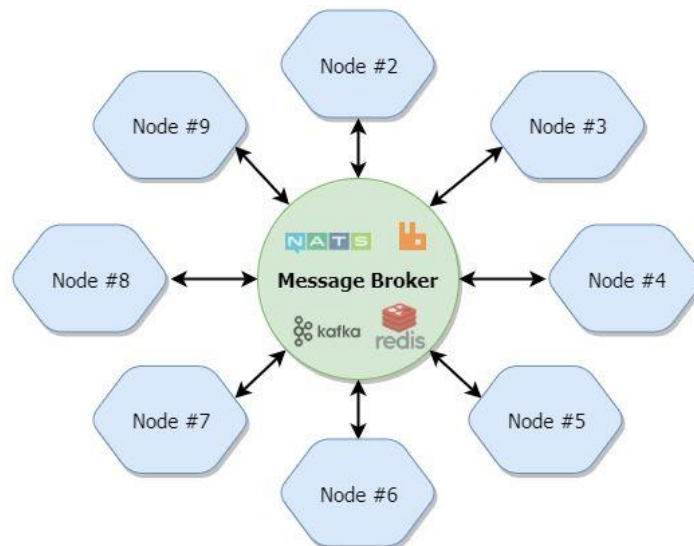 Node #2
Node #9
Node #3
NATS
Message Broker
Node #8
Node #4
kafka
redis
Node #7
Node #5
Node #6